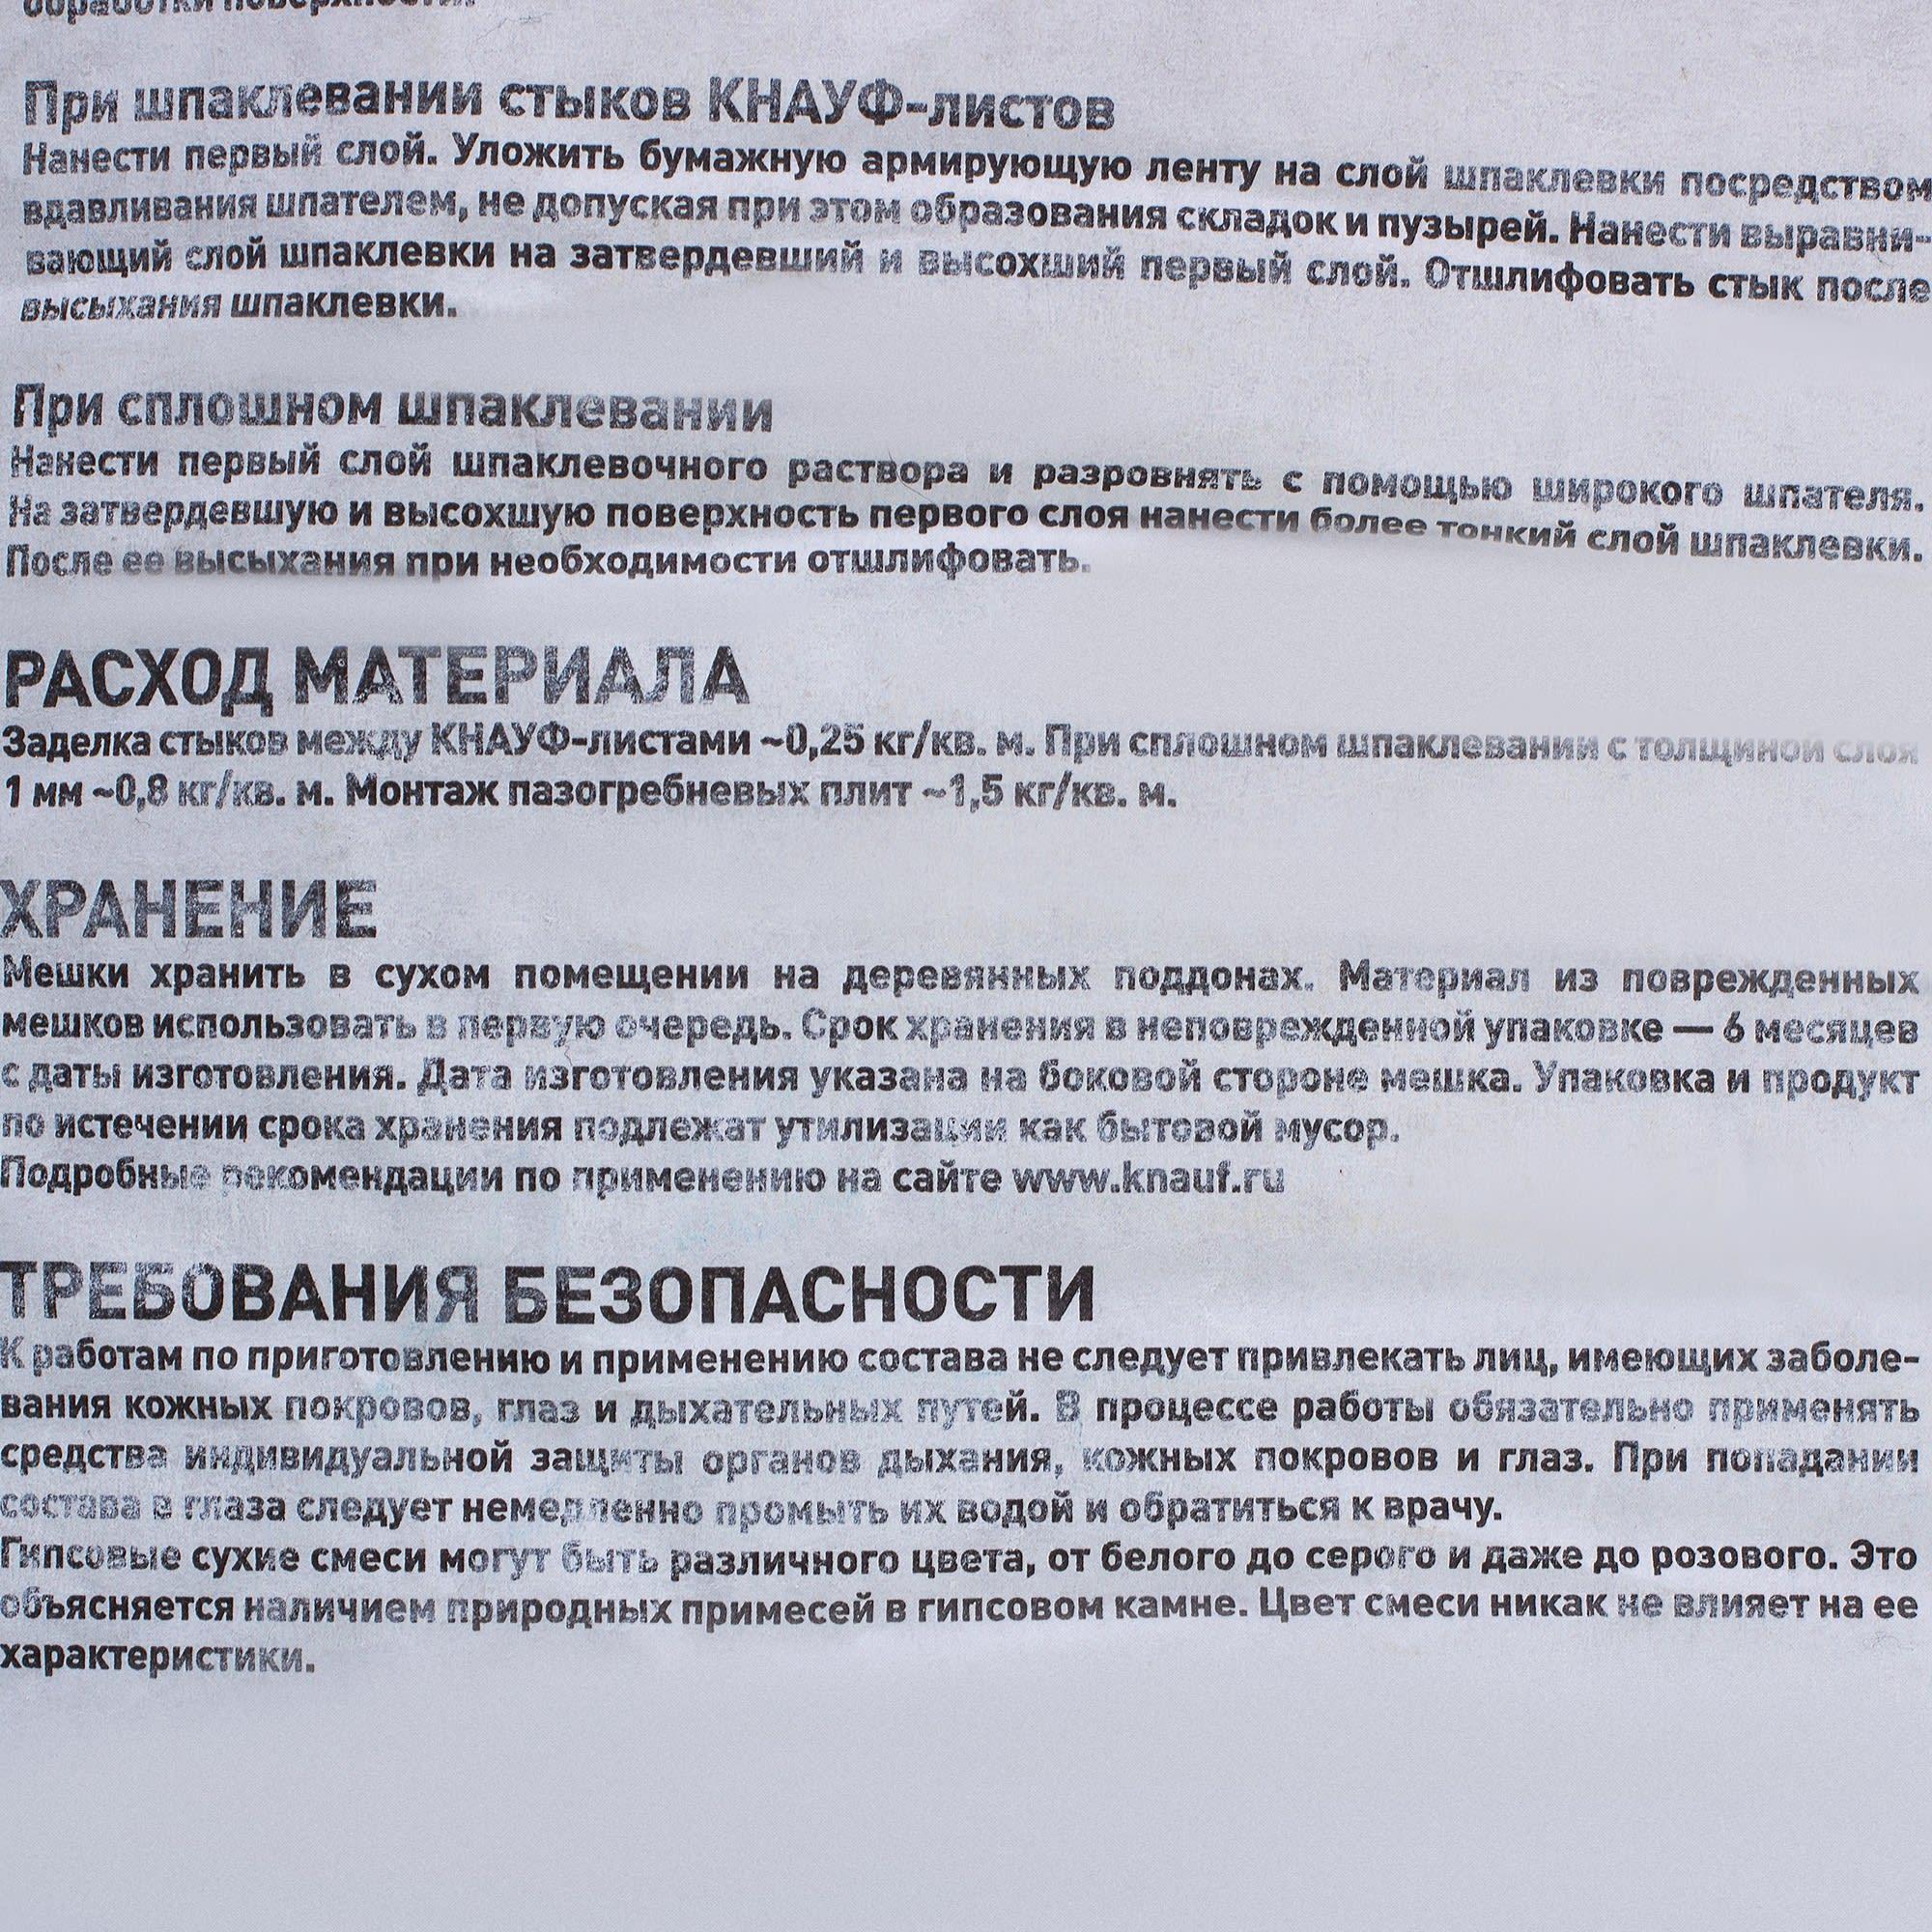 обработки поверхности.
При шпаклевании стыков КНАУФ-листов
Нанести первый слой. Уложить бумажную армирующую ленту на слой шпаклевки посредством
вдавливания шпателем, не допуская при этом образования складок и пузырей. Нанести выравни-
вающий слой шпаклевки на затвердевший и высохший первый слой. Отшлифовать стык после
высыхания шпаклевки.
При сплошном шпаклевании
Нанести первый слой шпаклевочного раствора и разровнять с помощью широкого шпателя.
На затвердевшую и высохшую поверхность первого слоя нанести более тонкий слой шпаклевки.
После ее высыхания при необходимости отшлифовать.
РАСХОД МАТЕРИАЛА
Заделка стыков между КНАУФ-листами ~0,25 кг/кв. м. При сплошном шпаклевании с толщиной слоя
1 мм ~0,8 кг/кв. м. Монтаж пазогребневых плит ~1,5 кг/кв. м.
ХРАНЕНИЕ
Мешки хранить в сухом помещении на деревянных поддонах. Материал из поврежденных
мешков использовать в первую очередь. Срок хранения в неповрежденной упаковке — 6 месяцев
с даты изготовления. Дата изготовления указана на боковой стороне мешка. Упаковка и продукт
по истечении срока хранения подлежат утилизации как бытовой мусор.
Подробные рекомендации по применению на сайте www.knauf.ru
ТРЕБОВАНИЯ БЕЗОПАСНОСТИ
К работам по приготовлению и применению состава не следует привлекать лиц, имеющих заболе-
вания кожных покровов, глаз и дыхательных путей. В процессе работы обязательно применять
средства индивидуальной защиты органов дыхания, кожных покровов и глаз. При попадании
состава в глаза следует немедленно промыть их водой и обратиться к врачу.
Гипсовые сухие смеси могут быть различного цвета, от белого до серого и даже до розового. Это
объясняется наличием природных примесей в гипсовом камне. Цвет смеси никак не влияет на ее
характеристики.